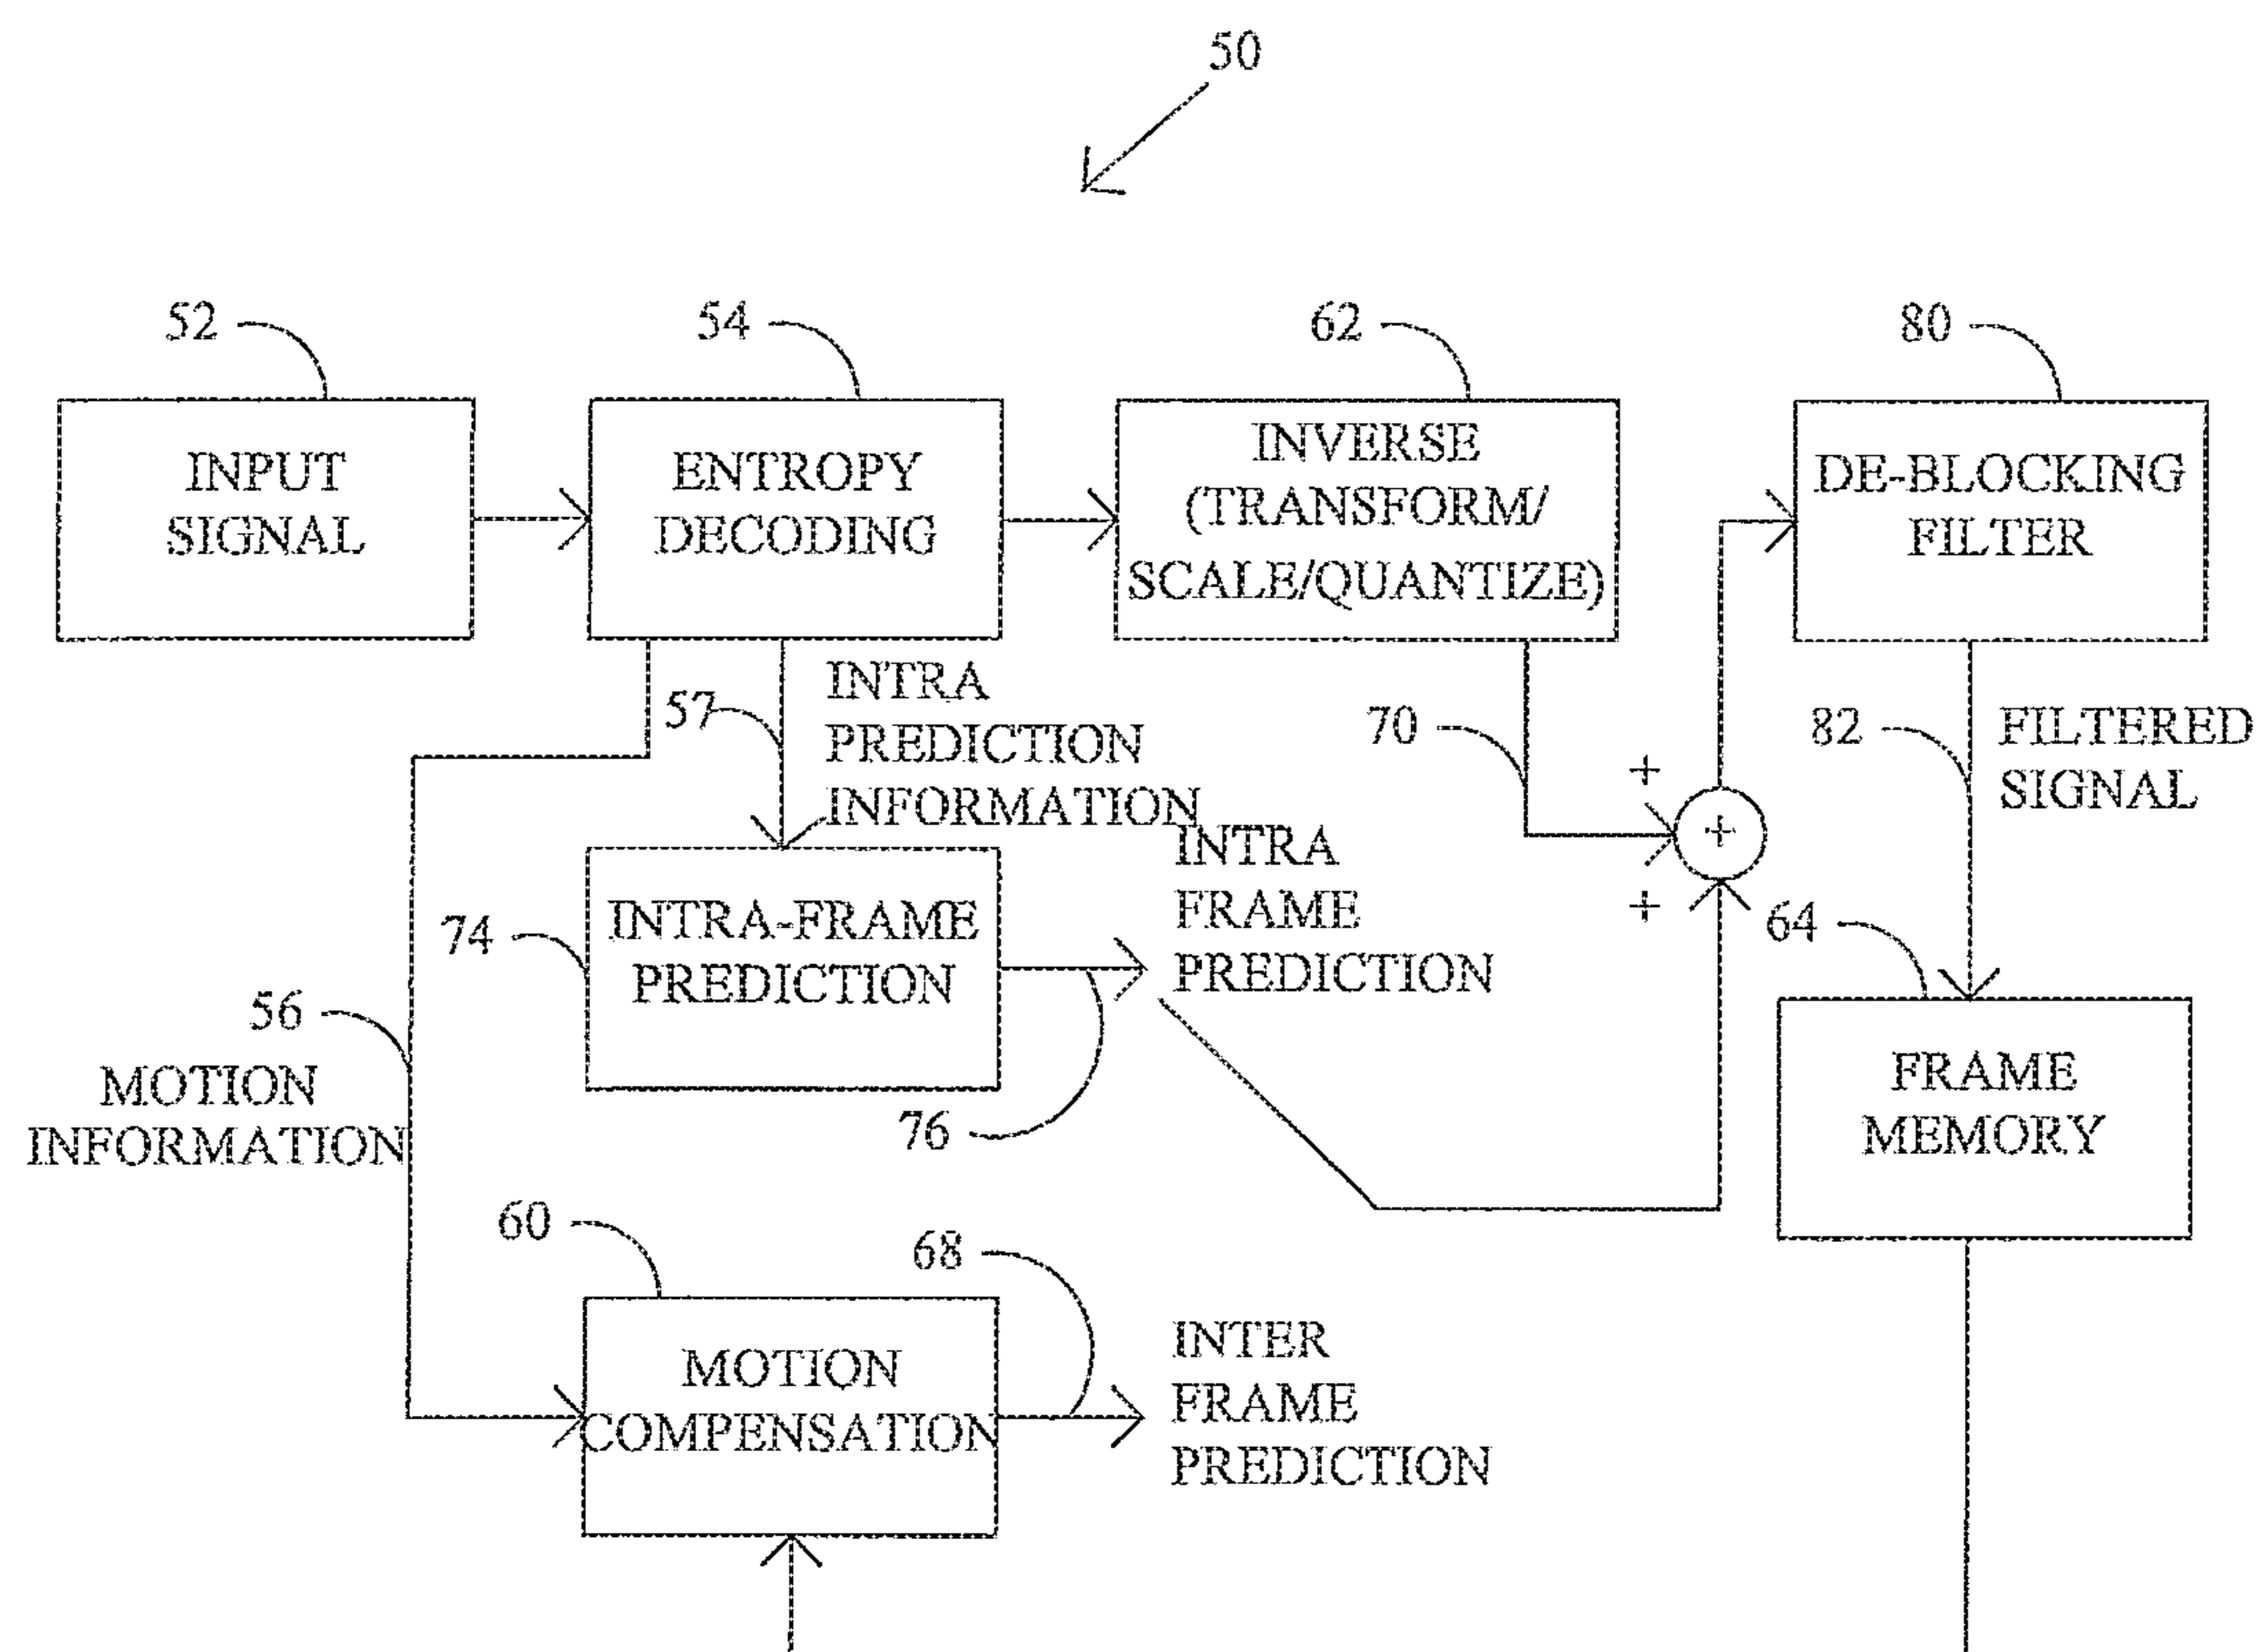 50
52
54
62
80
INPUT
SIGNAL
ENTROPY
DECODING
INVERSE
(TRANSFORM/
SCALE/QUANTIZE)
DE-BLOCKING
FILTER
57
INTRA
PREDICTION
INFORMATION
70
82
FILTERED
SIGNAL
+
+
+
74
INTRA-FRAME
PREDICTION
INTRA
FRAME
PREDICTION
64
56
MOTION
INFORMATION
76
FRAME
MEMORY
60
68
MOTION
COMPENSATION
INTER
FRAME
PREDICTION